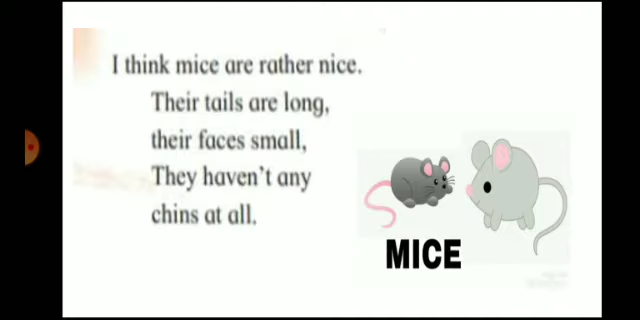 I think mice are rather nice.
Their tails are long,
their faces small,
They haven't any
chins at all.
MICE